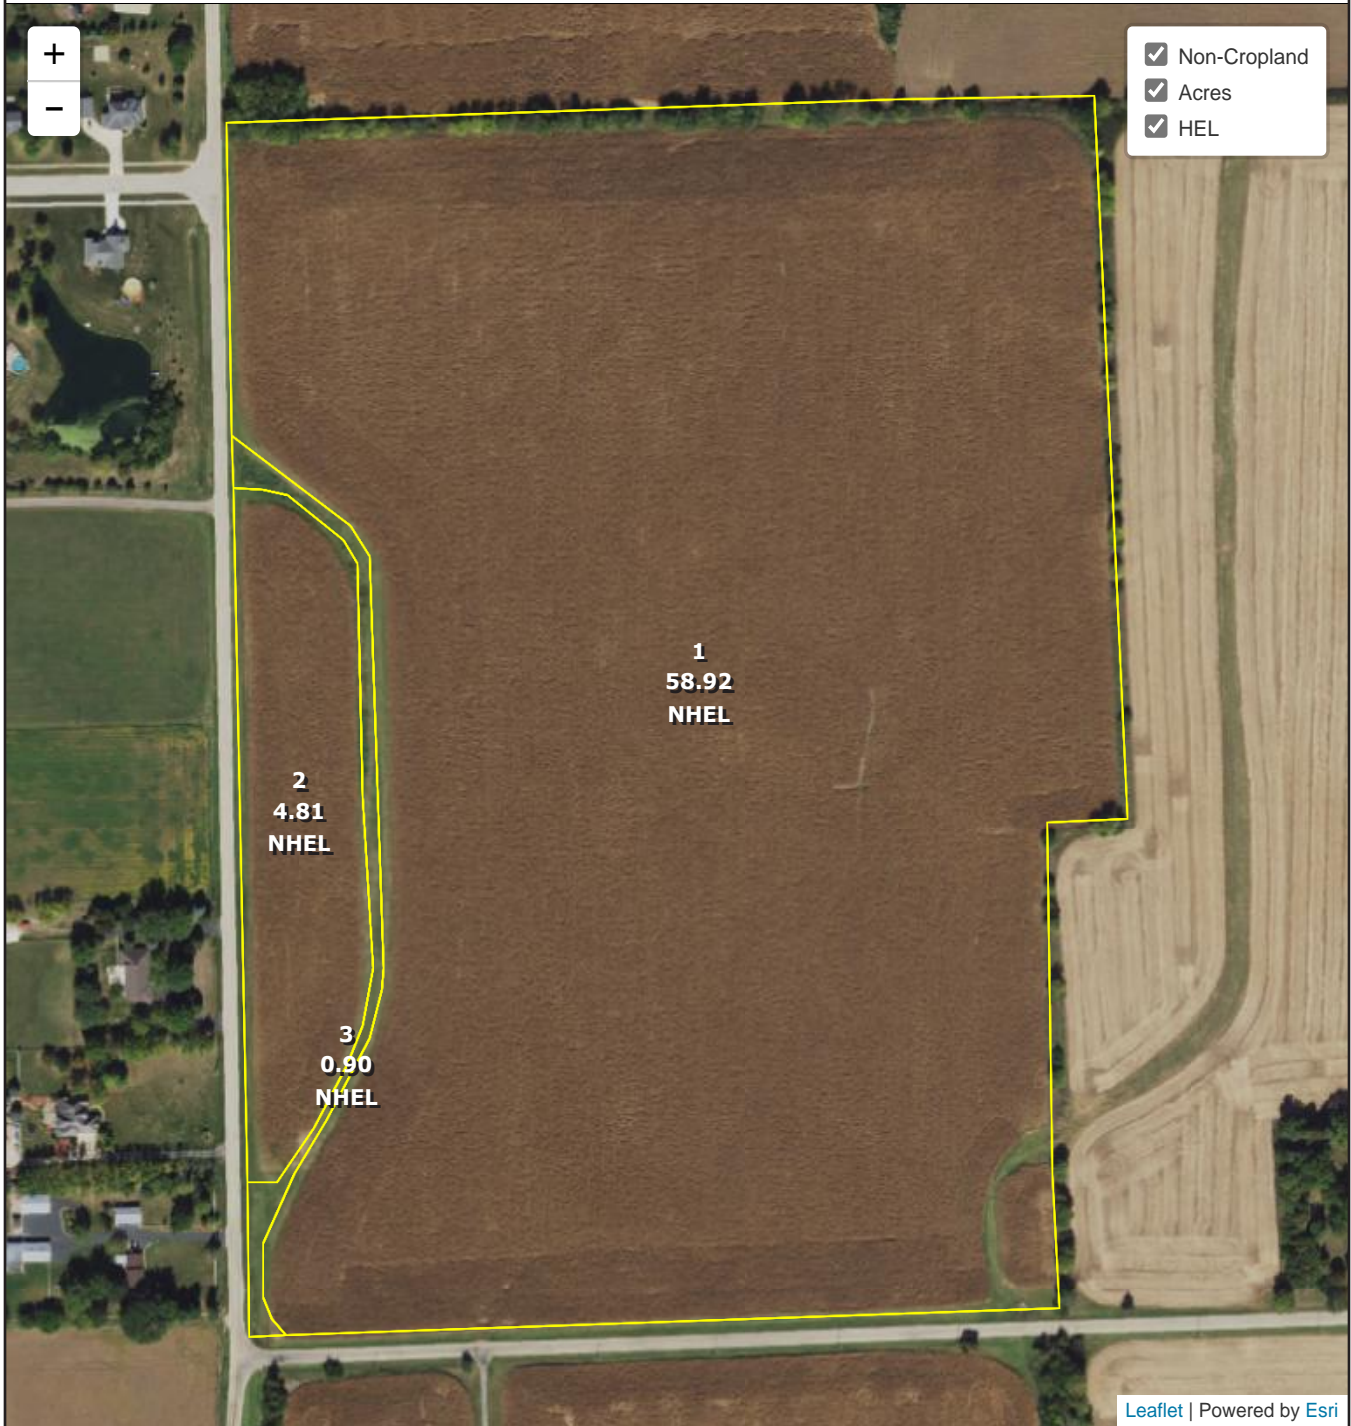 +
−
Non-Cropland
Acres
HEL
1
58.92
NHEL
2
4.81
NHEL
3
0.90
NHEL
Leaflet | Powered by Esri